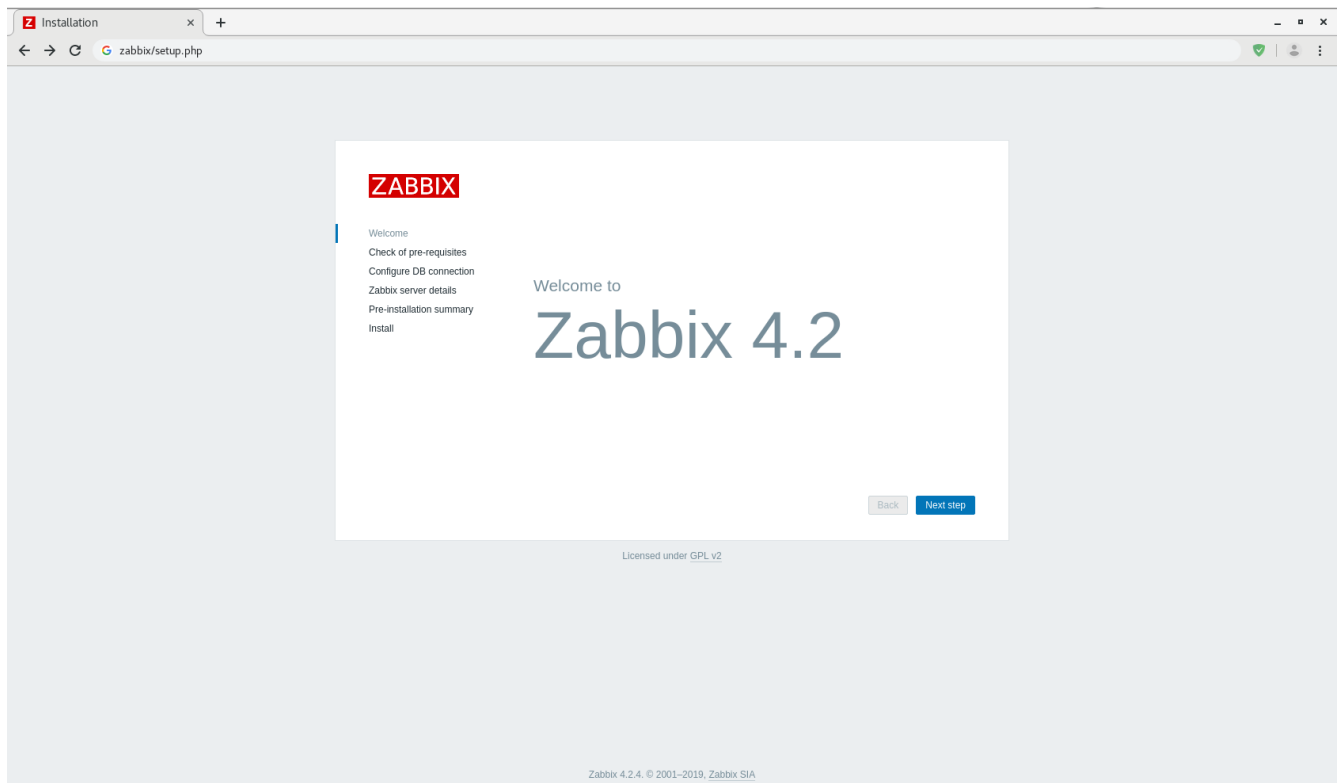 Installation
zabbix/setup.php
ZABBIX
Welcome
Check of pre-requisites
Configure DB connection
Zabbix server details
Pre-installation summary
Install
Welcome to
Zabbix 4.2
Back Next step
Licensed under GPL v2
Zabbix 4.2.4. © 2001–2019, Zabbix SIA